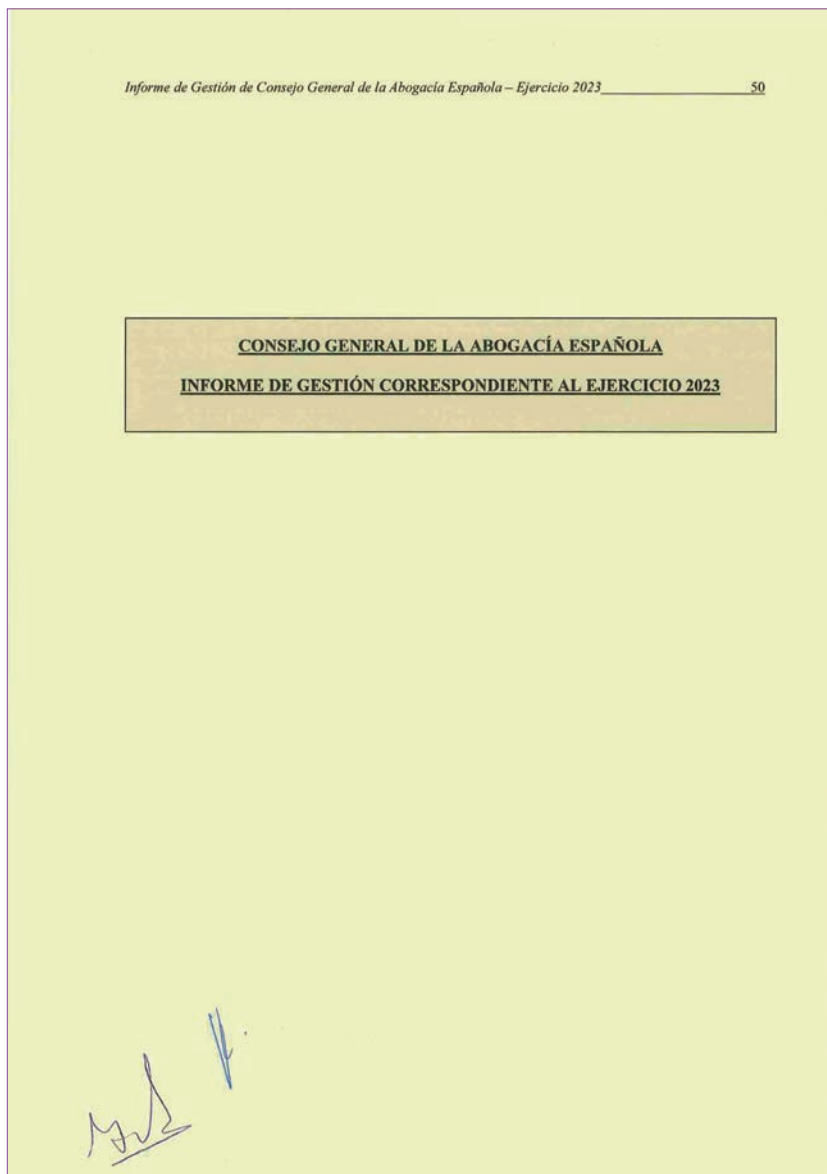 Informe de Gestión de Consejo General de la Abogacía Española – Ejercicio 2023 50
CONSEJO GENERAL DE LA ABOGACÍA ESPAÑOLA
INFORME DE GESTIÓN CORRESPONDIENTE AL EJERCICIO 2023